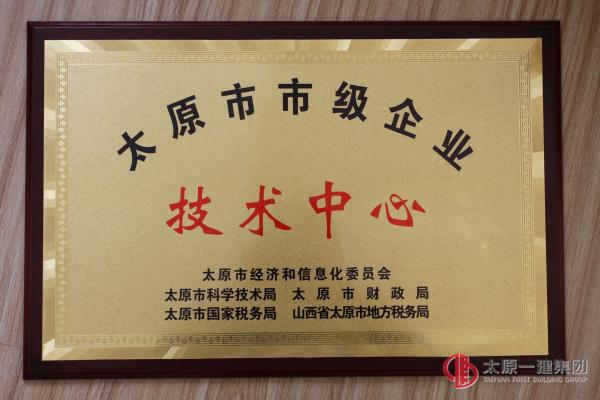 太原市市级企业
技术中心
太原市经济和信息化委员会
太原市科学技术局 太原市财政局
太原市国家税务局 山西省太原市地方税务局
太原一建集团
TAIYUAN FIRST BUILDING GROUP